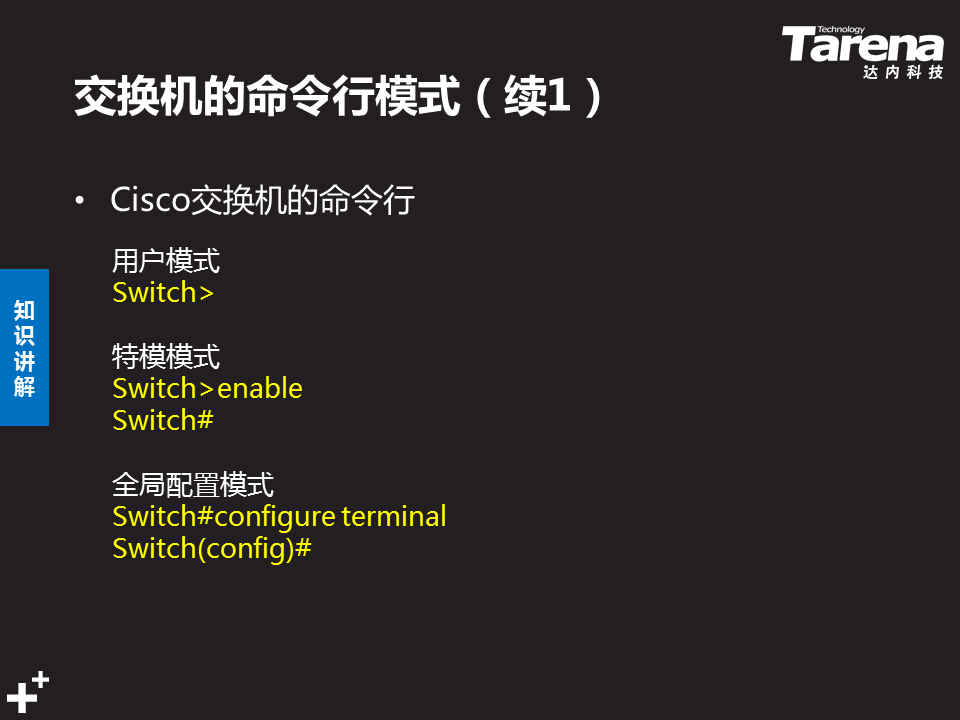 Technology
Tarena
达内科技
交换机的命令行模式（续1）
• Cisco交换机的命令行
用户模式
Switch>
特模模式
Switch>enable
Switch#
全局配置模式
Switch#configure terminal
Switch(config)#
知
识
讲
解